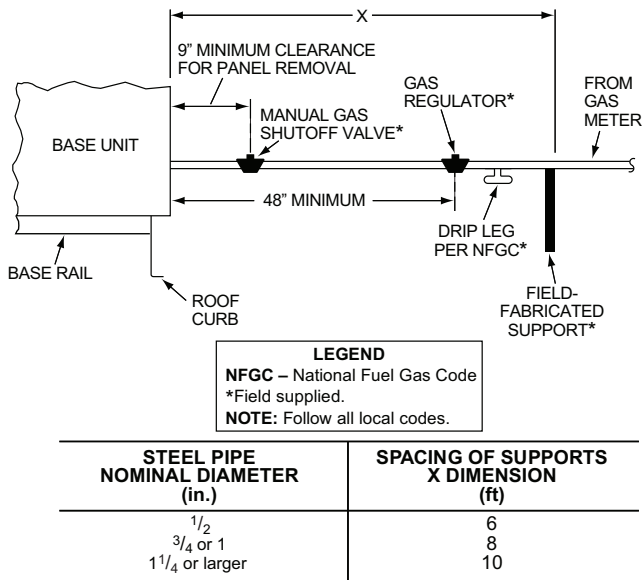 X
9" MINIMUM CLEARANCE
FOR PANEL REMOVAL
BASE UNIT
MANUAL GAS
SHUTOFF VALVE*
GAS
REGULATOR*
FROM
GAS
METER
48" MINIMUM
DRIP LEG
PER NFGC*
BASE RAIL
ROOF
CURB
FIELD-
FABRICATED
SUPPORT*
LEGEND
NFGC – National Fuel Gas Code
*Field supplied.
NOTE: Follow all local codes.
STEEL PIPE
NOMINAL DIAMETER
(in.)
SPACING OF SUPPORTS
X DIMENSION
(ft)
1/2 6
3/4 or 1 8
1 1/4 or larger 10